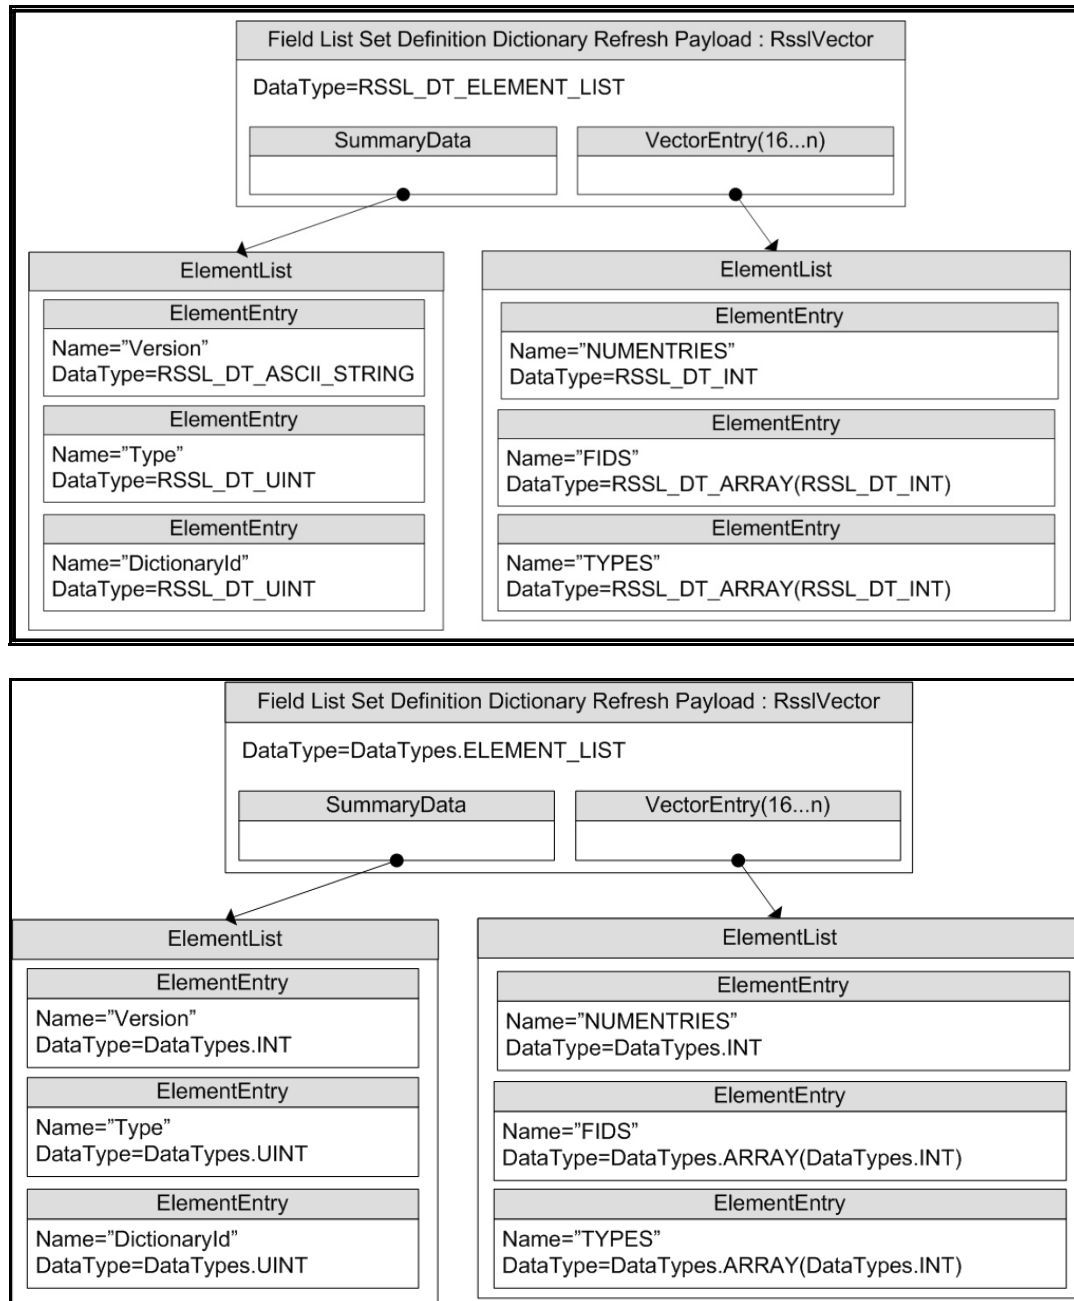 Field List Set Definition Dictionary Refresh Payload : RsslVector
DataType=RSSL_DT_ELEMENT_LIST
SummaryData
VectorEntry(16...n)
ElementList
ElementEntry
Name=”Version”
DataType=RSSL_DT_ASCII_STRING
ElementEntry
Name=”Type”
DataType=RSSL_DT_UINT
ElementEntry
Name=”DictionaryId”
DataType=RSSL_DT_UINT
ElementList
ElementEntry
Name=”NUMENTRIES”
DataType=RSSL_DT_INT
ElementEntry
Name=”FIDS”
DataType=RSSL_DT_ARRAY(RSSL_DT_INT)
ElementEntry
Name=”TYPES”
DataType=RSSL_DT_ARRAY(RSSL_DT_INT)
Field List Set Definition Dictionary Refresh Payload : RsslVector
DataType=DataTypes.ELEMENT_LIST
SummaryData
VectorEntry(16...n)
ElementList
ElementEntry
Name=”Version”
DataType=DataTypes.INT
ElementEntry
Name=”Type”
DataType=DataTypes.UINT
ElementEntry
Name=”DictionaryId”
DataType=DataTypes.UINT
ElementList
ElementEntry
Name=”NUMENTRIES”
DataType=DataTypes.INT
ElementEntry
Name=”FIDS”
DataType=DataTypes.ARRAY(DataTypes.INT)
ElementEntry
Name=”TYPES”
DataType=DataTypes.ARRAY(DataTypes.INT)